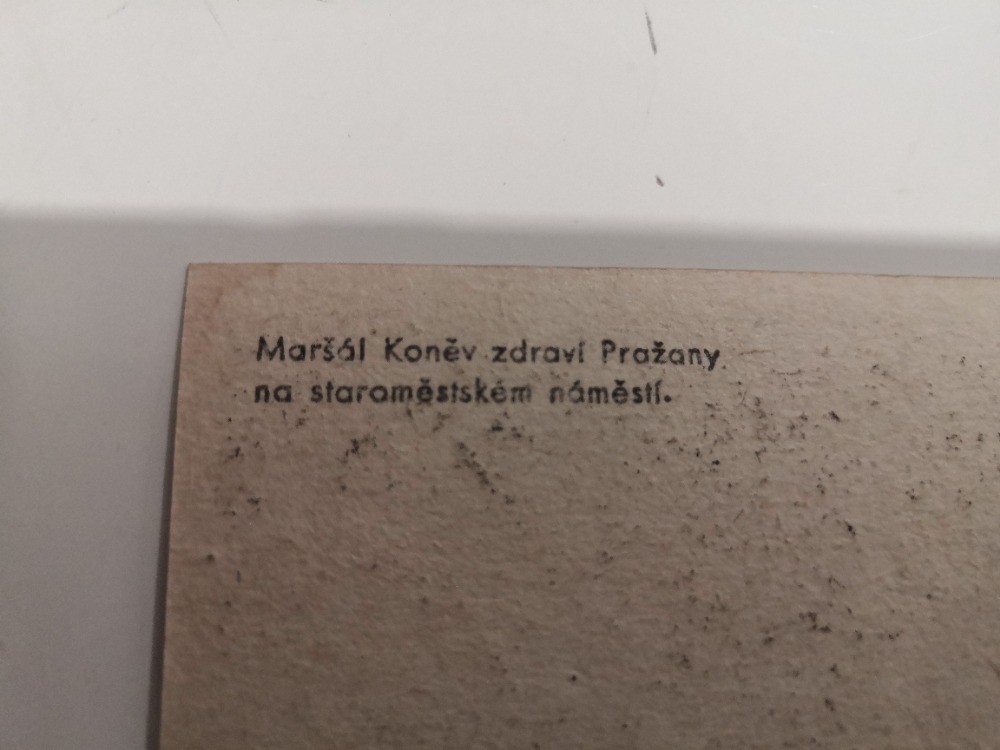 Maršál Koněv zdraví Pražany
na staroměstském náměstí.